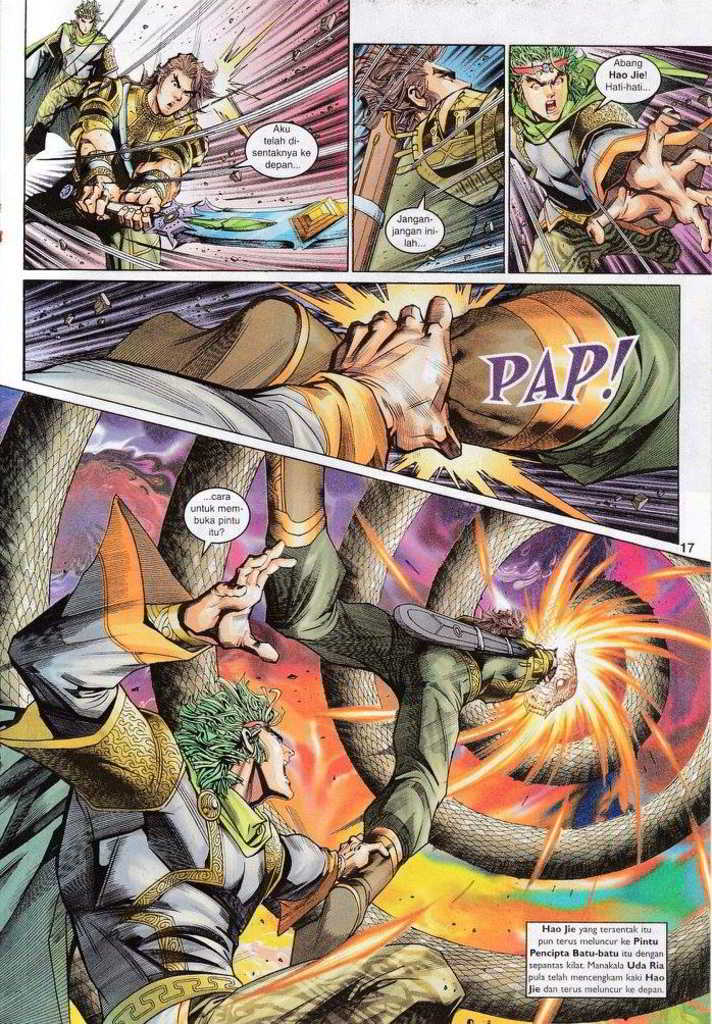 Aku
telah di-
sentaknya ke
depan...
Jangan-
jangan ini-
lah...
Abang
Hao Jie!
Hati-hati...
PAP!
...cara
untuk mem-
buka pintu
itu?
17
Hao Jie yang tersentak itu
pun terus meluncur ke Pintu
Pencipta Batu-batu itu dengan
sepantas kilat. Manakala Uda Ria
pula telah mencengkam kaki Hao
Jie dan terus meluncur ke depan.